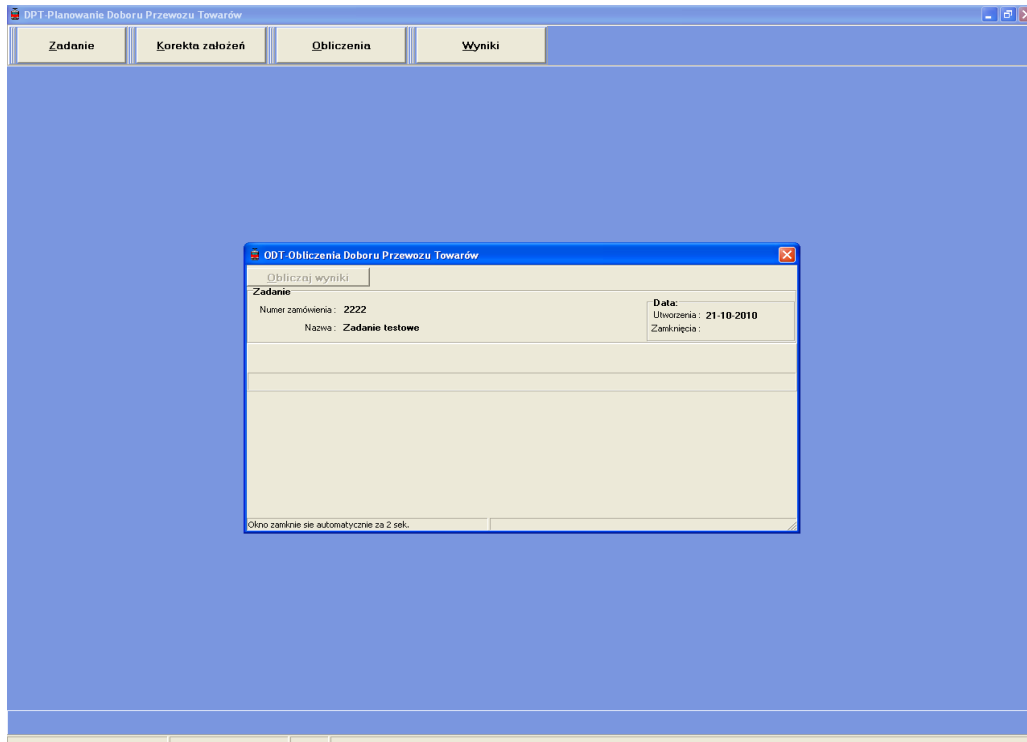 DPT-Planowanie Doboru Przewozu Towarów
Zadanie Korekta założeń Obliczenia Wyniki
ODT-Obliczenia Doboru Przewozu Towarów
Obliczaj wyniki
Zadanie
Numer zamówienia : 2222
Nazwa : Zadanie testowe
Data:
Utworzenia : 21-10-2010
Zamknięcia :
Okno zamknie sie automatycznie za 2 sek.